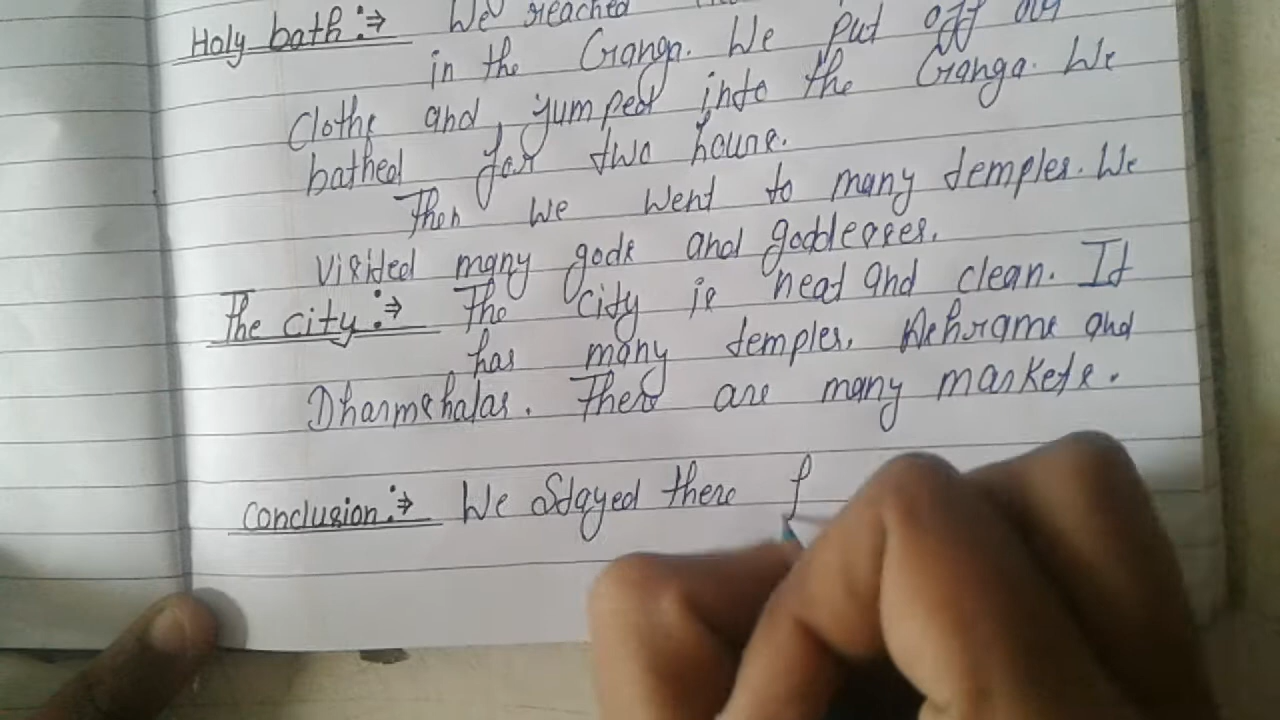 Holy bath :⇒ We reached
in the Ganga. We put off our
Clothe and, jumped into the Ganga. We
bathed for two hours.
Then we went to many temples. We
visited many gods and goddesses.
The city :⇒ The city is neat and clean. It
has many temples, Ashrams and
Dharmshalas. There are many markets.
Conclusion :⇒ We stayed there f